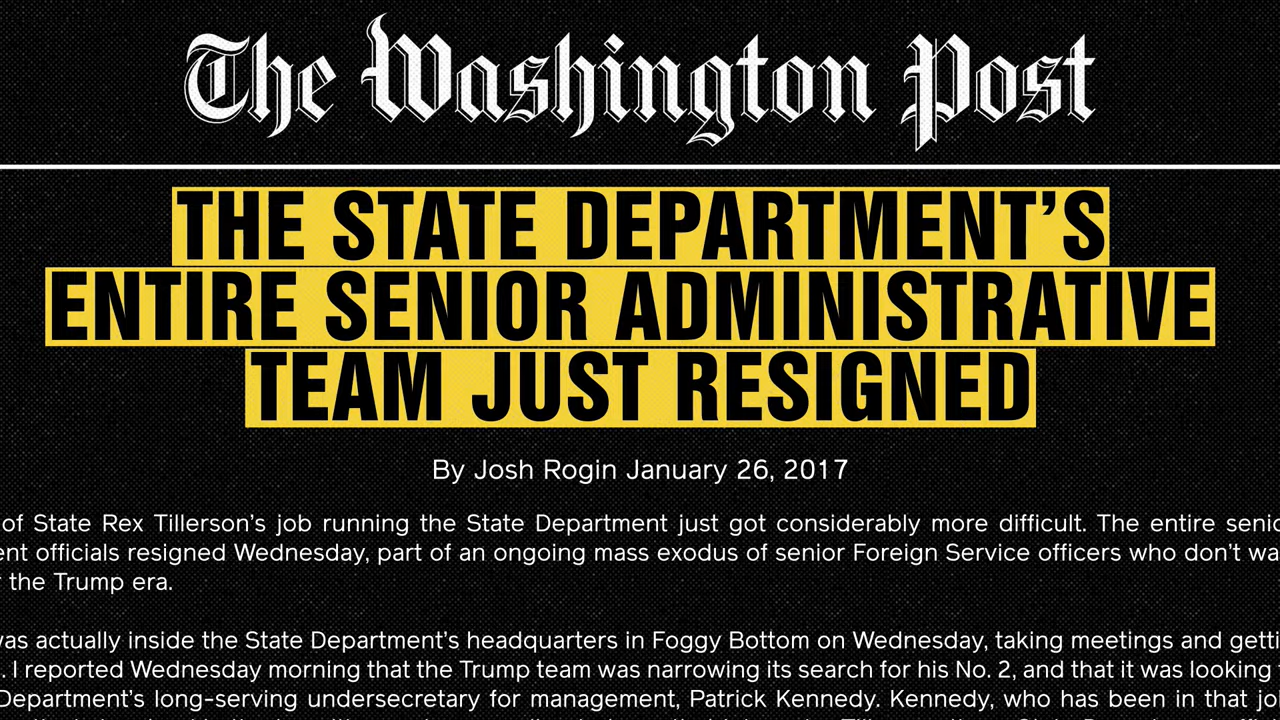 The Washington Post
THE STATE DEPARTMENT'S
ENTIRE SENIOR ADMINISTRATIVE
TEAM JUST RESIGNED
By Josh Rogin January 26, 2017
of State Rex Tillerson's job running the State Department just got considerably more difficult. The entire senio
ent officials resigned Wednesday, part of an ongoing mass exodus of senior Foreign Service officers who don't wa
the Trump era.
was actually inside the State Department's headquarters in Foggy Bottom on Wednesday, taking meetings and getti
. I reported Wednesday morning that the Trump team was narrowing its search for his No. 2, and that it was looking
Department's long-serving undersecretary for management, Patrick Kennedy. Kennedy, who has been in that jo